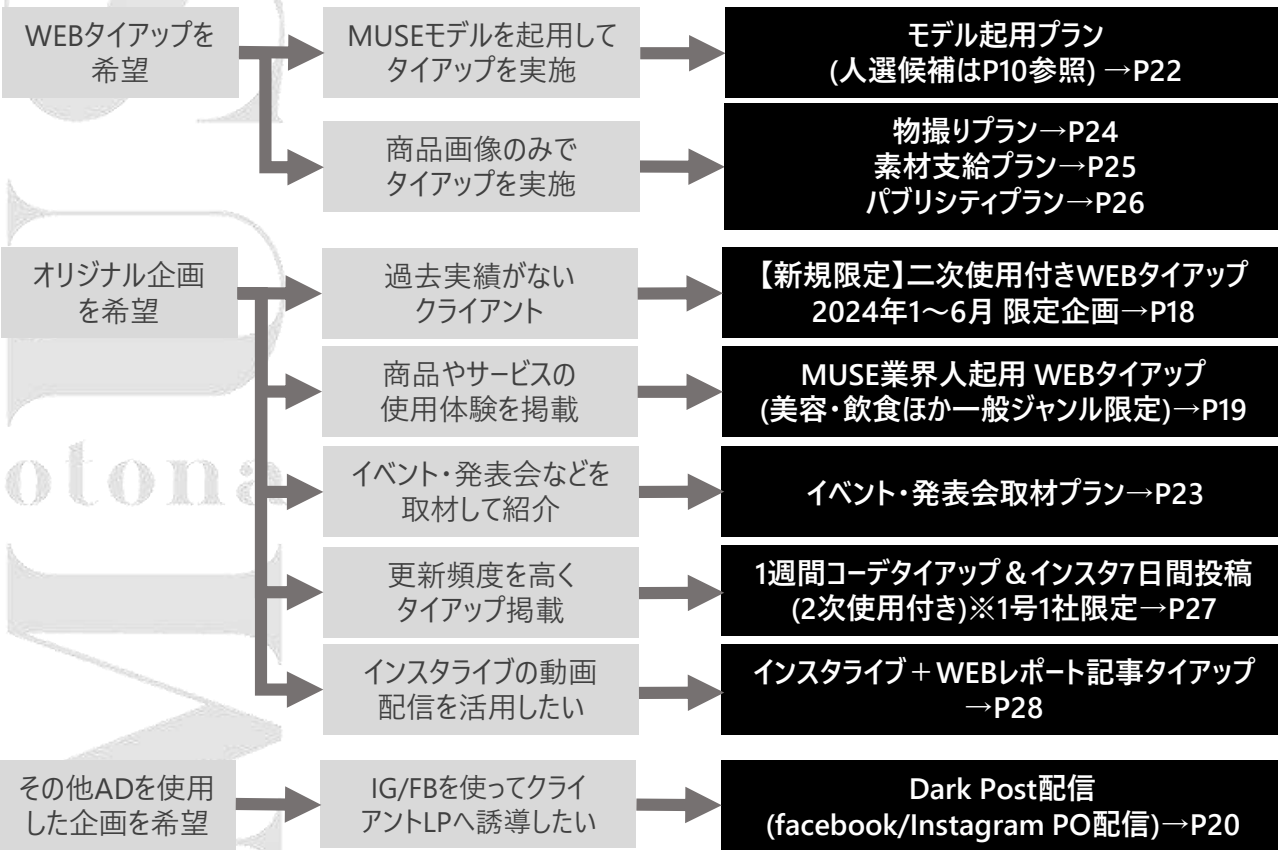 WEBタイアップを
希望
MUSEモデルを起用して
タイアップを実施
モデル起用プラン
(人選候補はP10参照) →P22
商品画像のみで
タイアップを実施
物撮りプラン→P24
素材支給プラン→P25
パブリシティプラン→P26
オリジナル企画
を希望
過去実績がない
クライアント
【新規限定】二次使用付きWEBタイアップ
2024年1～6月 限定企画→P18
商品やサービスの
使用体験を掲載
MUSE業界人起用 WEBタイアップ
(美容・飲食ほか一般ジャンル限定)→P19
イベント・発表会などを
取材して紹介
イベント・発表会取材プラン→P23
更新頻度を高く
タイアップ掲載
1週間コーデタイアップ＆インスタ7日間投稿
(2次使用付き)※1号1社限定→P27
インスタライブの動画
配信を活用したい
インスタライブ＋WEBレポート記事タイアップ
→P28
その他ADを使用
した企画を希望
IG/FBを使ってクライ
アントLPへ誘導したい
Dark Post配信
(facebook/Instagram PO配信)→P20
otona